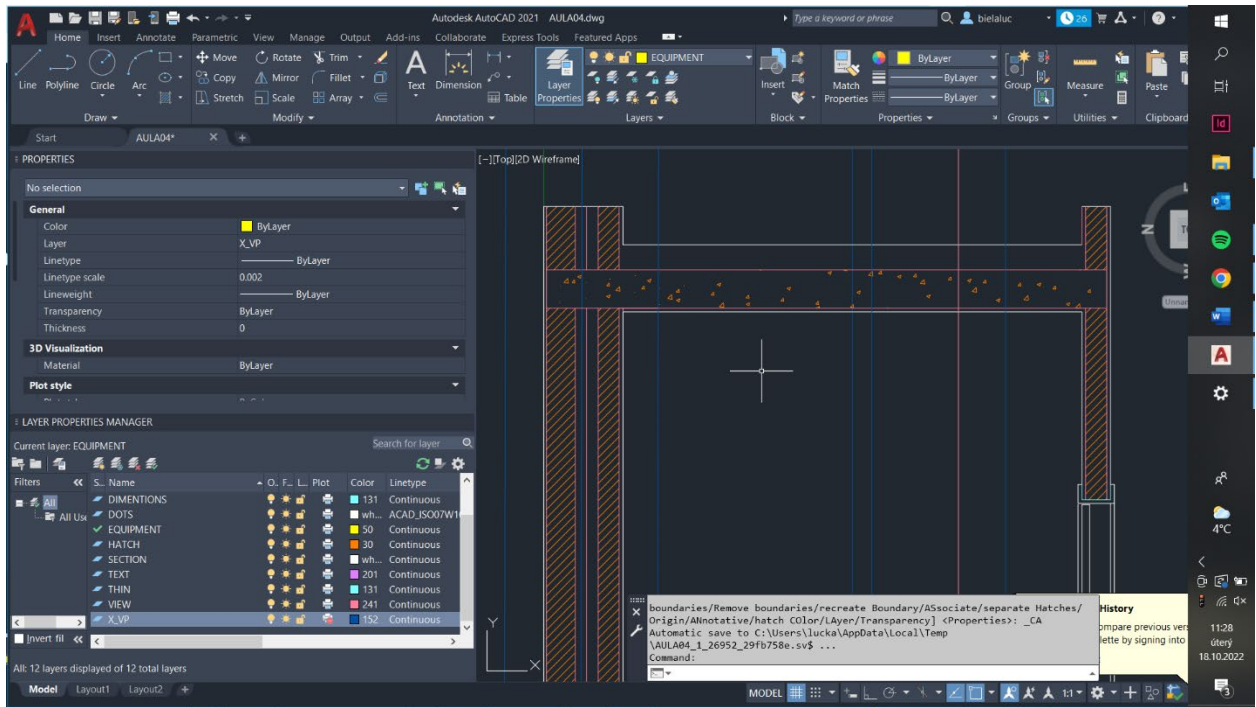 Autodesk AutoCAD 2021 AULA04.dwg
Type a keyword or phrase
bielaluc
26
Home Insert Annotate Parametric View Manage Output Add-ins Collaborate Express Tools Featured Apps
Line Polyline Circle Arc
Move Rotate Trim
Copy Mirror Fillet
Stretch Scale Array
Text Dimension
Table
Layer Properties
EQUIPMENT
Insert
Match Properties
ByLayer
ByLayer
ByLayer
Group
Measure
Paste
Draw Modify Annotation Layers Block Properties Groups Utilities Clipboard
Start AULA04*
PROPERTIES
No selection
General
Color ByLayer
Layer X_VP
Linetype ByLayer
Linetype scale 0.002
Lineweight ByLayer
Transparency ByLayer
Thickness 0
3D Visualization
Material ByLayer
Plot style
[−][Top][2D Wireframe]
N
LAYER PROPERTIES MANAGER
Current layer: EQUIPMENT
Search for layer
Filters
S.. Name O.. F... L... Plot Color Linetype
All
All Use
DIMENTIONS 131 Continuous
DOTS wh... ACAD_ISO07W1
EQUIPMENT 50 Continuous
HATCH 30 Continuous
SECTION wh... Continuous
TEXT 201 Continuous
THIN 131 Continuous
VIEW 241 Continuous
X_VP 152 Continuous
Invert fil
All: 12 layers displayed of 12 total layers
Model Layout1 Layout2
Y
X
boundaries/Remove boundaries/recreate Boundary/ASsociate/separate Hatches/
Origin/ANnotative/hatch COlor/LAyer/Transparency] <Properties>: _CA
Automatic save to C:\Users\lucka\AppData\Local\Temp
\AULA04_1_26952_29fb758e.sv$ ...
Command:
History
ompare previous vers
lette by signing into
MODEL 1:1
Id
W
A
4°C
11:28
úterý
18.10.2022
3